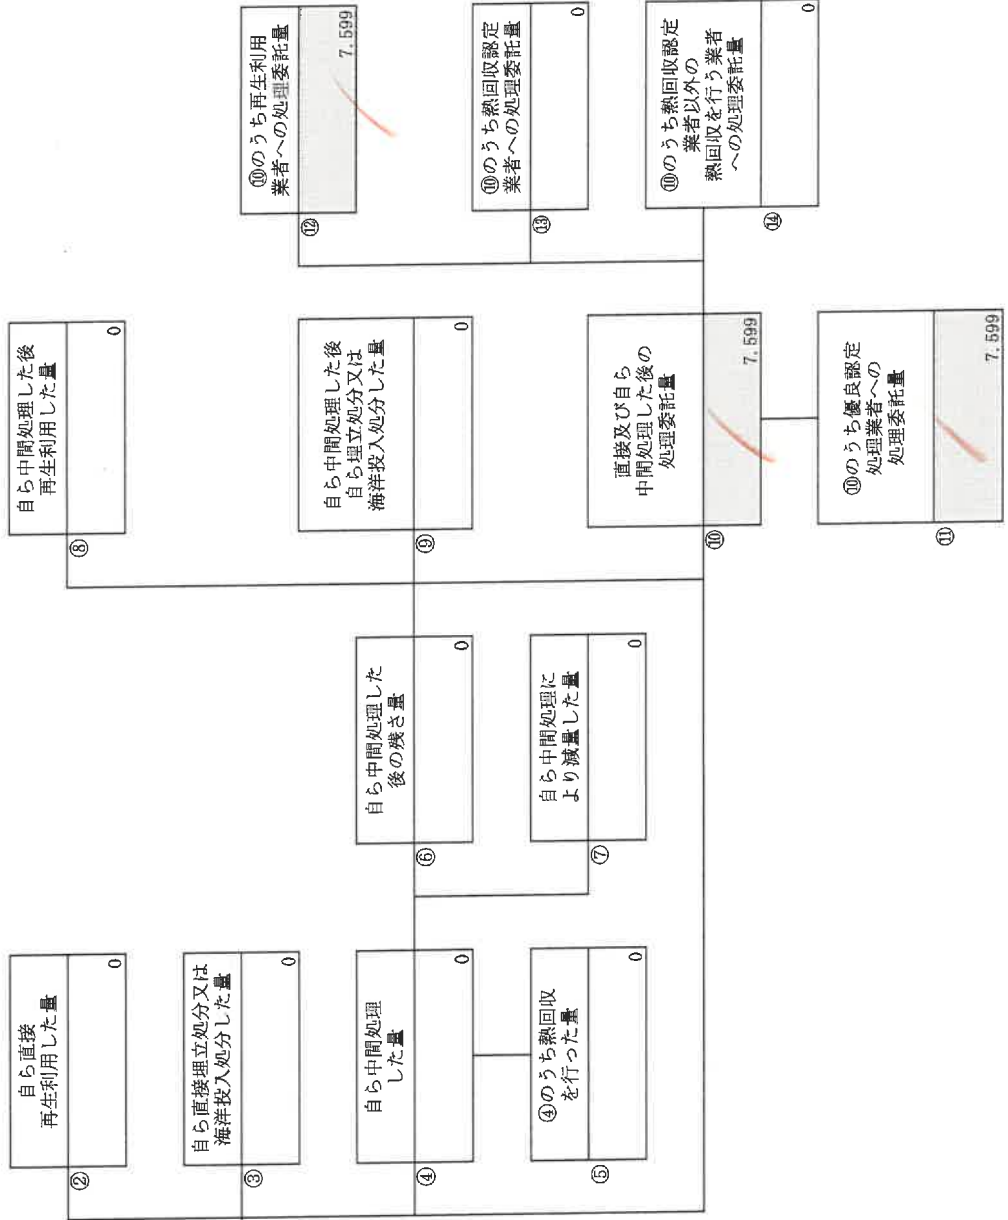 ②
自ら直接
再生利用した量
0
③
自ら直接埋立処分又は
海洋投入処分した量
0
④
自ら中間処理
した量
0
⑤
④のうち熱回収
を行った量
0
⑥
自ら中間処理した
後の残さ量
0
⑦
自ら中間処理に
より減量した量
0
⑧
自ら中間処理した後
再生利用した量
0
⑨
自ら中間処理した後
自ら埋立処分又は
海洋投入処分した量
0
⑩
直接及び自ら
中間処理した後の
処理委託量
7.599
⑪
⑩のうち優良認定
処理業者への
処理委託量
7.599
⑫
⑩のうち再生利用
業者への処理委託量
7.599
⑬
⑩のうち熱回収認定
業者への処理委託量
0
⑭
⑩のうち熱回収認定
業者以外の
熱回収を行う業者
への処理委託量
0